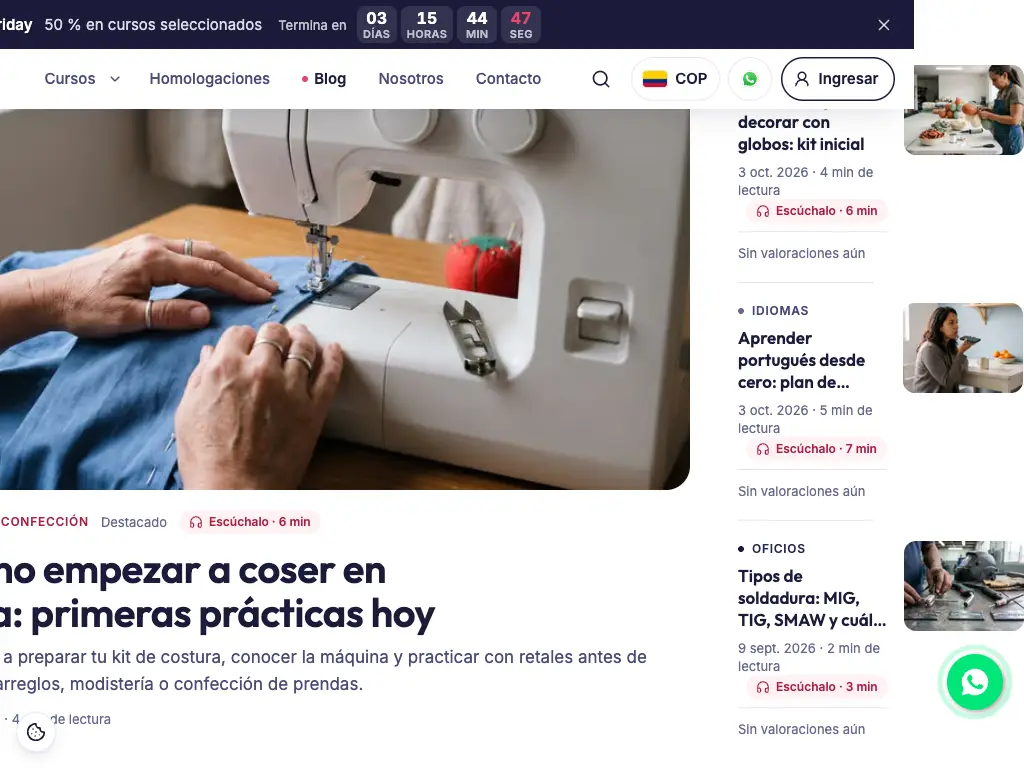 riday 50 % en cursos seleccionados Termina en 03 DÍAS 15 HORAS 44 MIN 47 SEG
Cursos Homologaciones Blog Nosotros Contacto COP Ingresar
decorar con
globos: kit inicial
3 oct. 2026 · 4 min de
lectura
Escúchalo · 6 min
Sin valoraciones aún
IDIOMAS
Aprender
portugués desde
cero: plan de...
3 oct. 2026 · 5 min de
lectura
Escúchalo · 7 min
Sin valoraciones aún
CONFECCIÓN Destacado Escúchalo · 6 min
no empezar a coser en
a: primeras prácticas hoy
a preparar tu kit de costura, conocer la máquina y practicar con retales antes de
arreglos, modistería o confección de prendas.
· 4 de lectura
OFICIOS
Tipos de
soldadura: MIG,
TIG, SMAW y cuál...
9 sept. 2026 · 2 min de
lectura
Escúchalo · 3 min
Sin valoraciones aún